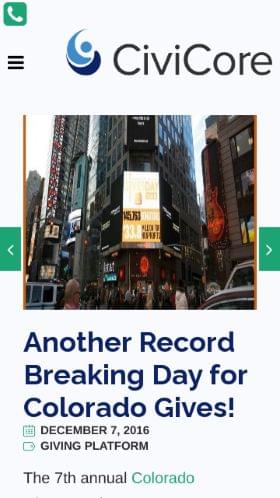 CiviCore
Another Record
Breaking Day for
Colorado Gives!
DECEMBER 7, 2016
GIVING PLATFORM
The 7th annual Colorado